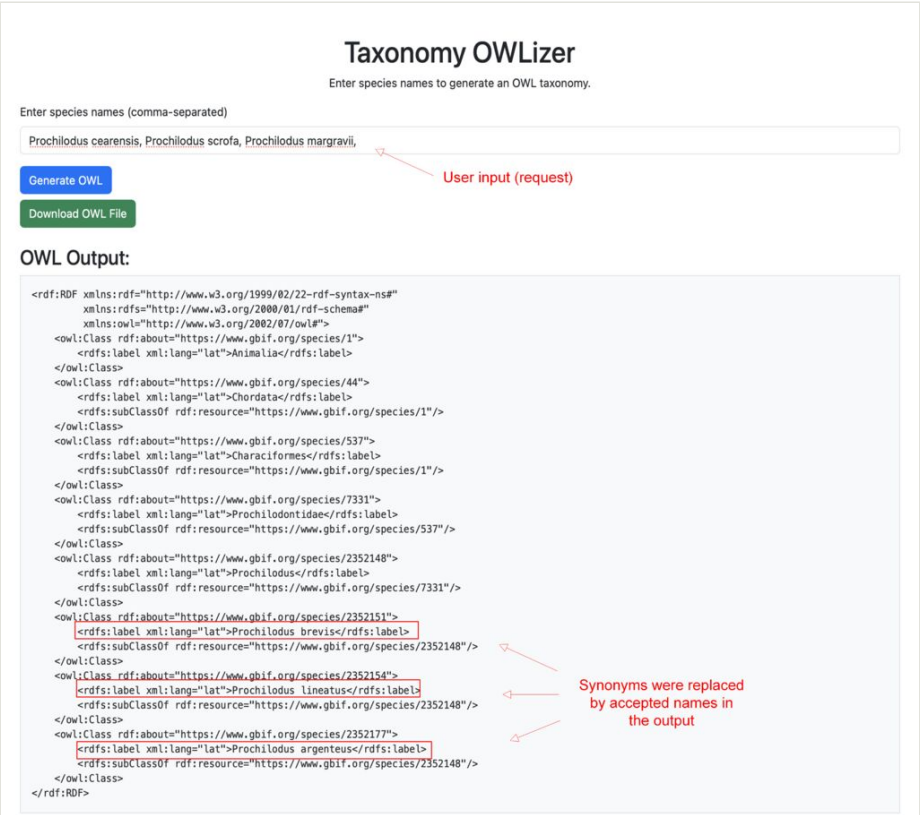 Taxonomy OWLizer
Enter species names to generate an OWL taxonomy.
Enter species names (comma-separated)
Prochilodus cearensis, Prochilodus scrofa, Prochilodus margravii,
User input (request)
Generate OWL
Download OWL File
OWL Output:
<rdf:RDF xmlns:rdf="http://www.w3.org/1999/02/22-rdf-syntax-ns#"
xmlns:rdfs="http://www.w3.org/2000/01/rdf-schema#"
xmlns:owl="http://www.w3.org/2002/07/owl#">
<owl:Class rdf:about="https://www.gbif.org/species/1">
<rdfs:label xml:lang="lat">Animalia</rdfs:label>
</owl:Class>
<owl:Class rdf:about="https://www.gbif.org/species/44">
<rdfs:label xml:lang="lat">Chordata</rdfs:label>
<rdfs:subClassOf rdf:resource="https://www.gbif.org/species/1"/>
</owl:Class>
<owl:Class rdf:about="https://www.gbif.org/species/537">
<rdfs:label xml:lang="lat">Characiformes</rdfs:label>
<rdfs:subClassOf rdf:resource="https://www.gbif.org/species/1"/>
</owl:Class>
<owl:Class rdf:about="https://www.gbif.org/species/7331">
<rdfs:label xml:lang="lat">Prochilodontidae</rdfs:label>
<rdfs:subClassOf rdf:resource="https://www.gbif.org/species/537"/>
</owl:Class>
<owl:Class rdf:about="https://www.gbif.org/species/2352148">
<rdfs:label xml:lang="lat">Prochilodus</rdfs:label>
<rdfs:subClassOf rdf:resource="https://www.gbif.org/species/7331"/>
</owl:Class>
<owl:Class rdf:about="https://www.gbif.org/species/2352151">
<rdfs:label xml:lang="lat">Prochilodus brevis</rdfs:label>
<rdfs:subClassOf rdf:resource="https://www.gbif.org/species/2352148"/>
</owl:Class>
<owl:Class rdf:about="https://www.gbif.org/species/2352154">
<rdfs:label xml:lang="lat">Prochilodus lineatus</rdfs:label>
<rdfs:subClassOf rdf:resource="https://www.gbif.org/species/2352148"/>
</owl:Class>
<owl:Class rdf:about="https://www.gbif.org/species/2352177">
<rdfs:label xml:lang="lat">Prochilodus argenteus</rdfs:label>
<rdfs:subClassOf rdf:resource="https://www.gbif.org/species/2352148"/>
</owl:Class>
</rdf:RDF>
Synonyms were replaced
by accepted names in
the output